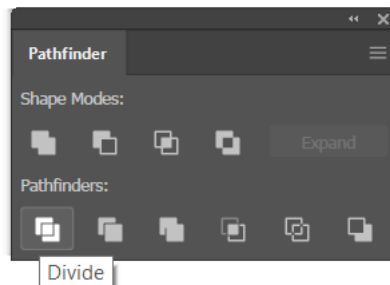 Pathfinder
Shape Modes:
Expand
Pathfinders:
Divide